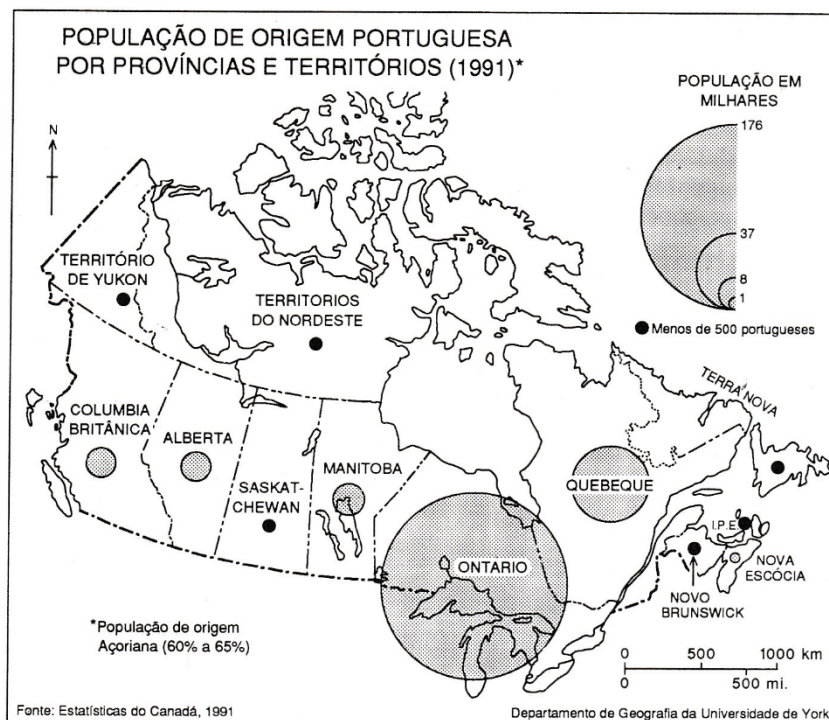 POPULAÇÃO DE ORIGEM PORTUGUESA
POR PROVÍNCIAS E TERRITÓRIOS (1991)*
POPULAÇÃO EM
MILHARES
176
37
8
1
Menos de 500 portugueses
N
TERRITÓRIO
DE YUKON
TERRITORIOS
DO NORDESTE
TERRA NOVA
COLUMBIA
BRITÂNICA
ALBERTA
SASKAT-
CHEWAN
MANITOBA
ONTARIO
QUEBEQUE
I.P.E.
NOVA
ESCÓCIA
NOVO
BRUNSWICK
*População de origem
Açoriana (60% a 65%)
0 500 1000 km
0 500 mi.
Fonte: Estatísticas do Canadá, 1991
Departamento de Geografia da Universidade de York